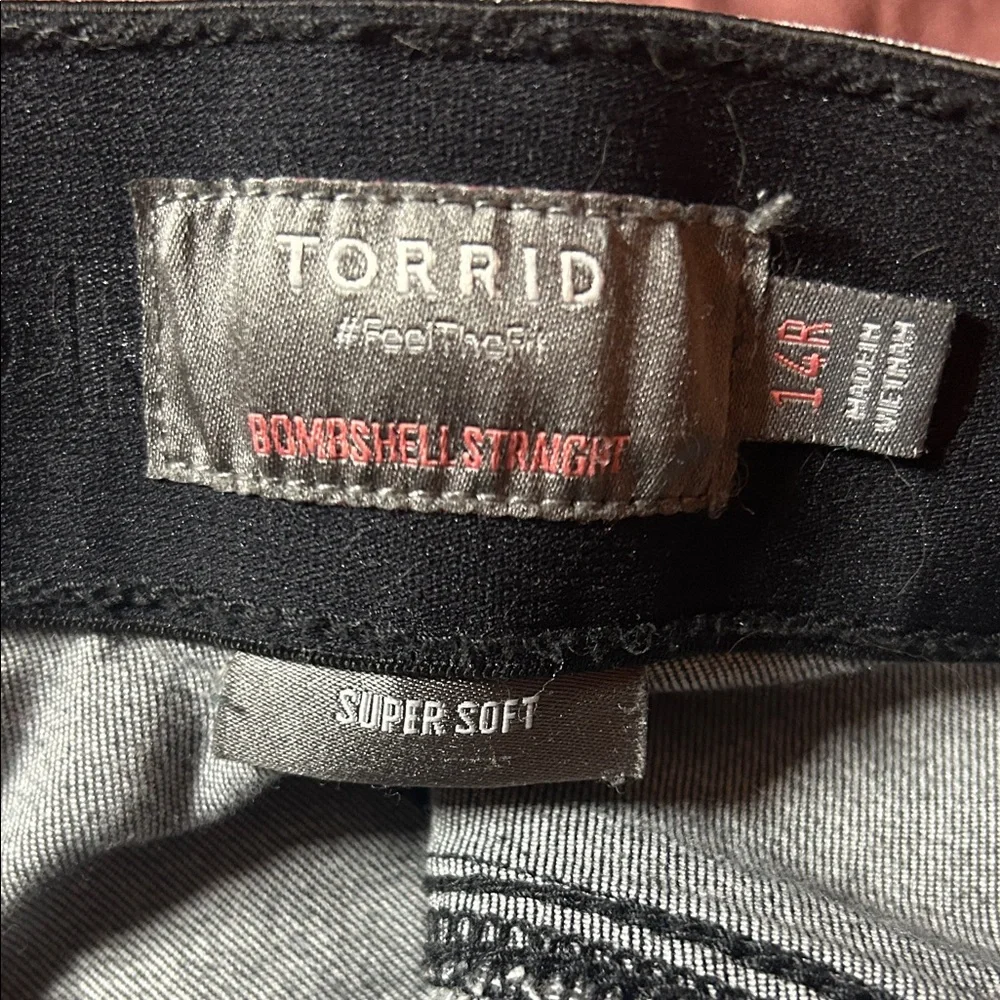 TORRID
#FeelTheFit
BOMBSHELL STRAIGHT
14R
MADE IN
VIETNAM
SUPER SOFT